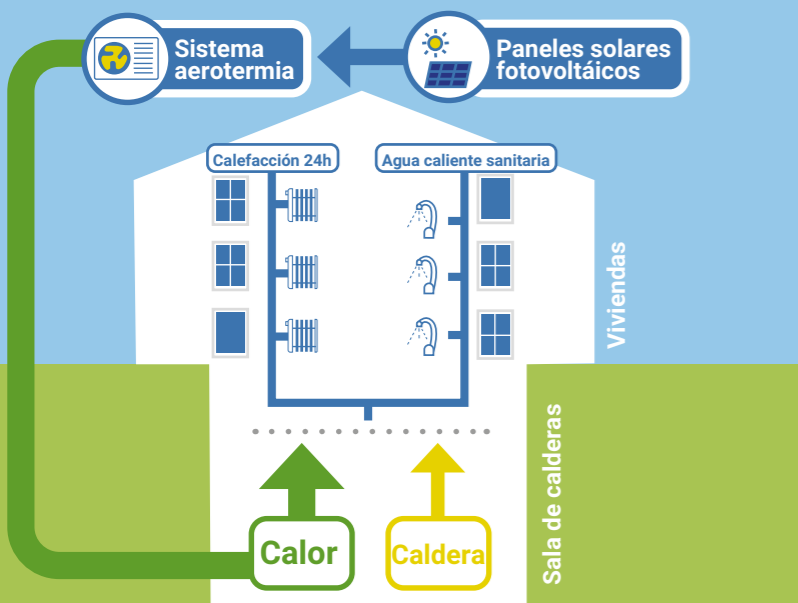 Sistema
aerotermia
Paneles solares
fotovoltáicos
Calefacción 24h
Agua caliente sanitaria
Viviendas
Sala de calderas
Calor
Caldera